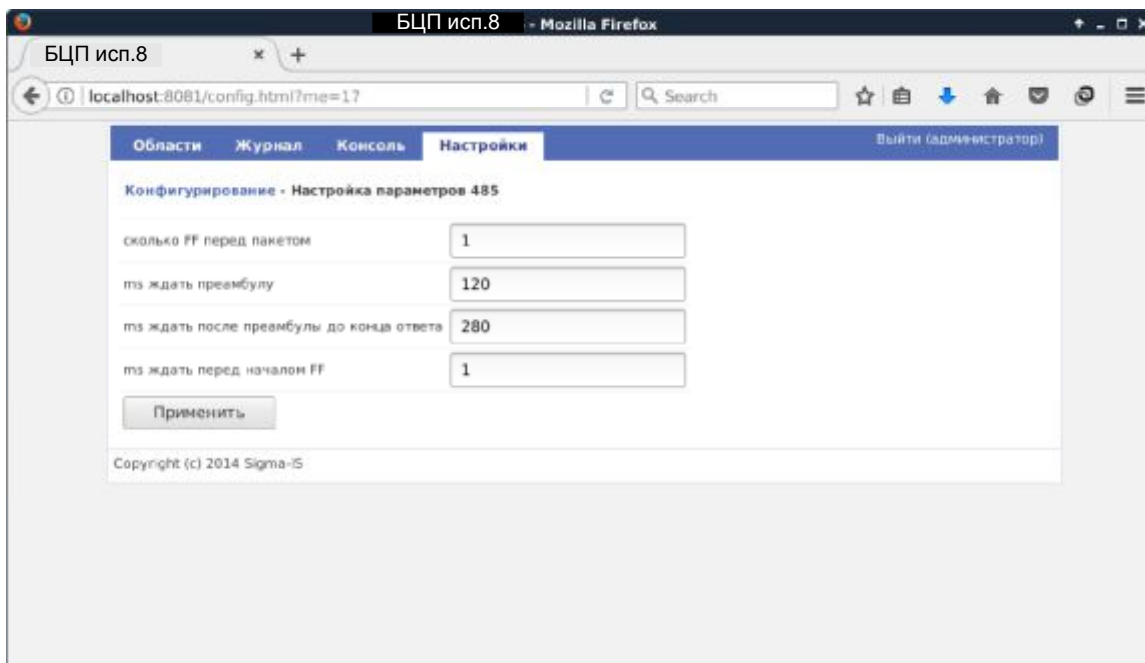 БЦП исп.8 - Mozilla Firefox
БЦП исп.8
localhost:8081/config.html?me=17
Search
Области Журнал Консоль Настройки Выйти (администратор)
Конфигурирование - Настройка параметров 485
сколько FF перед пакетом 1
ms ждать преамбулу 120
ms ждать после преамбулы до конца ответа 280
ms ждать перед началом FF 1
Применить
Copyright (c) 2014 Sigma-IS